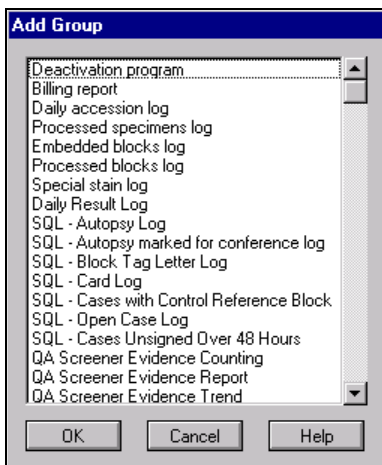 Add Group
Deactivation program
Billing report
Daily accession log
Processed specimens log
Embedded blocks log
Processed blocks log
Special stain log
Daily Result Log
SQL - Autopsy Log
SQL - Autopsy marked for conference log
SQL - Block Tag Letter Log
SQL - Card Log
SQL - Cases with Control Reference Block
SQL - Open Case Log
SQL - Cases Unsigned Over 48 Hours
QA Screener Evidence Counting
QA Screener Evidence Report
QA Screener Evidence Trend
OK Cancel Help